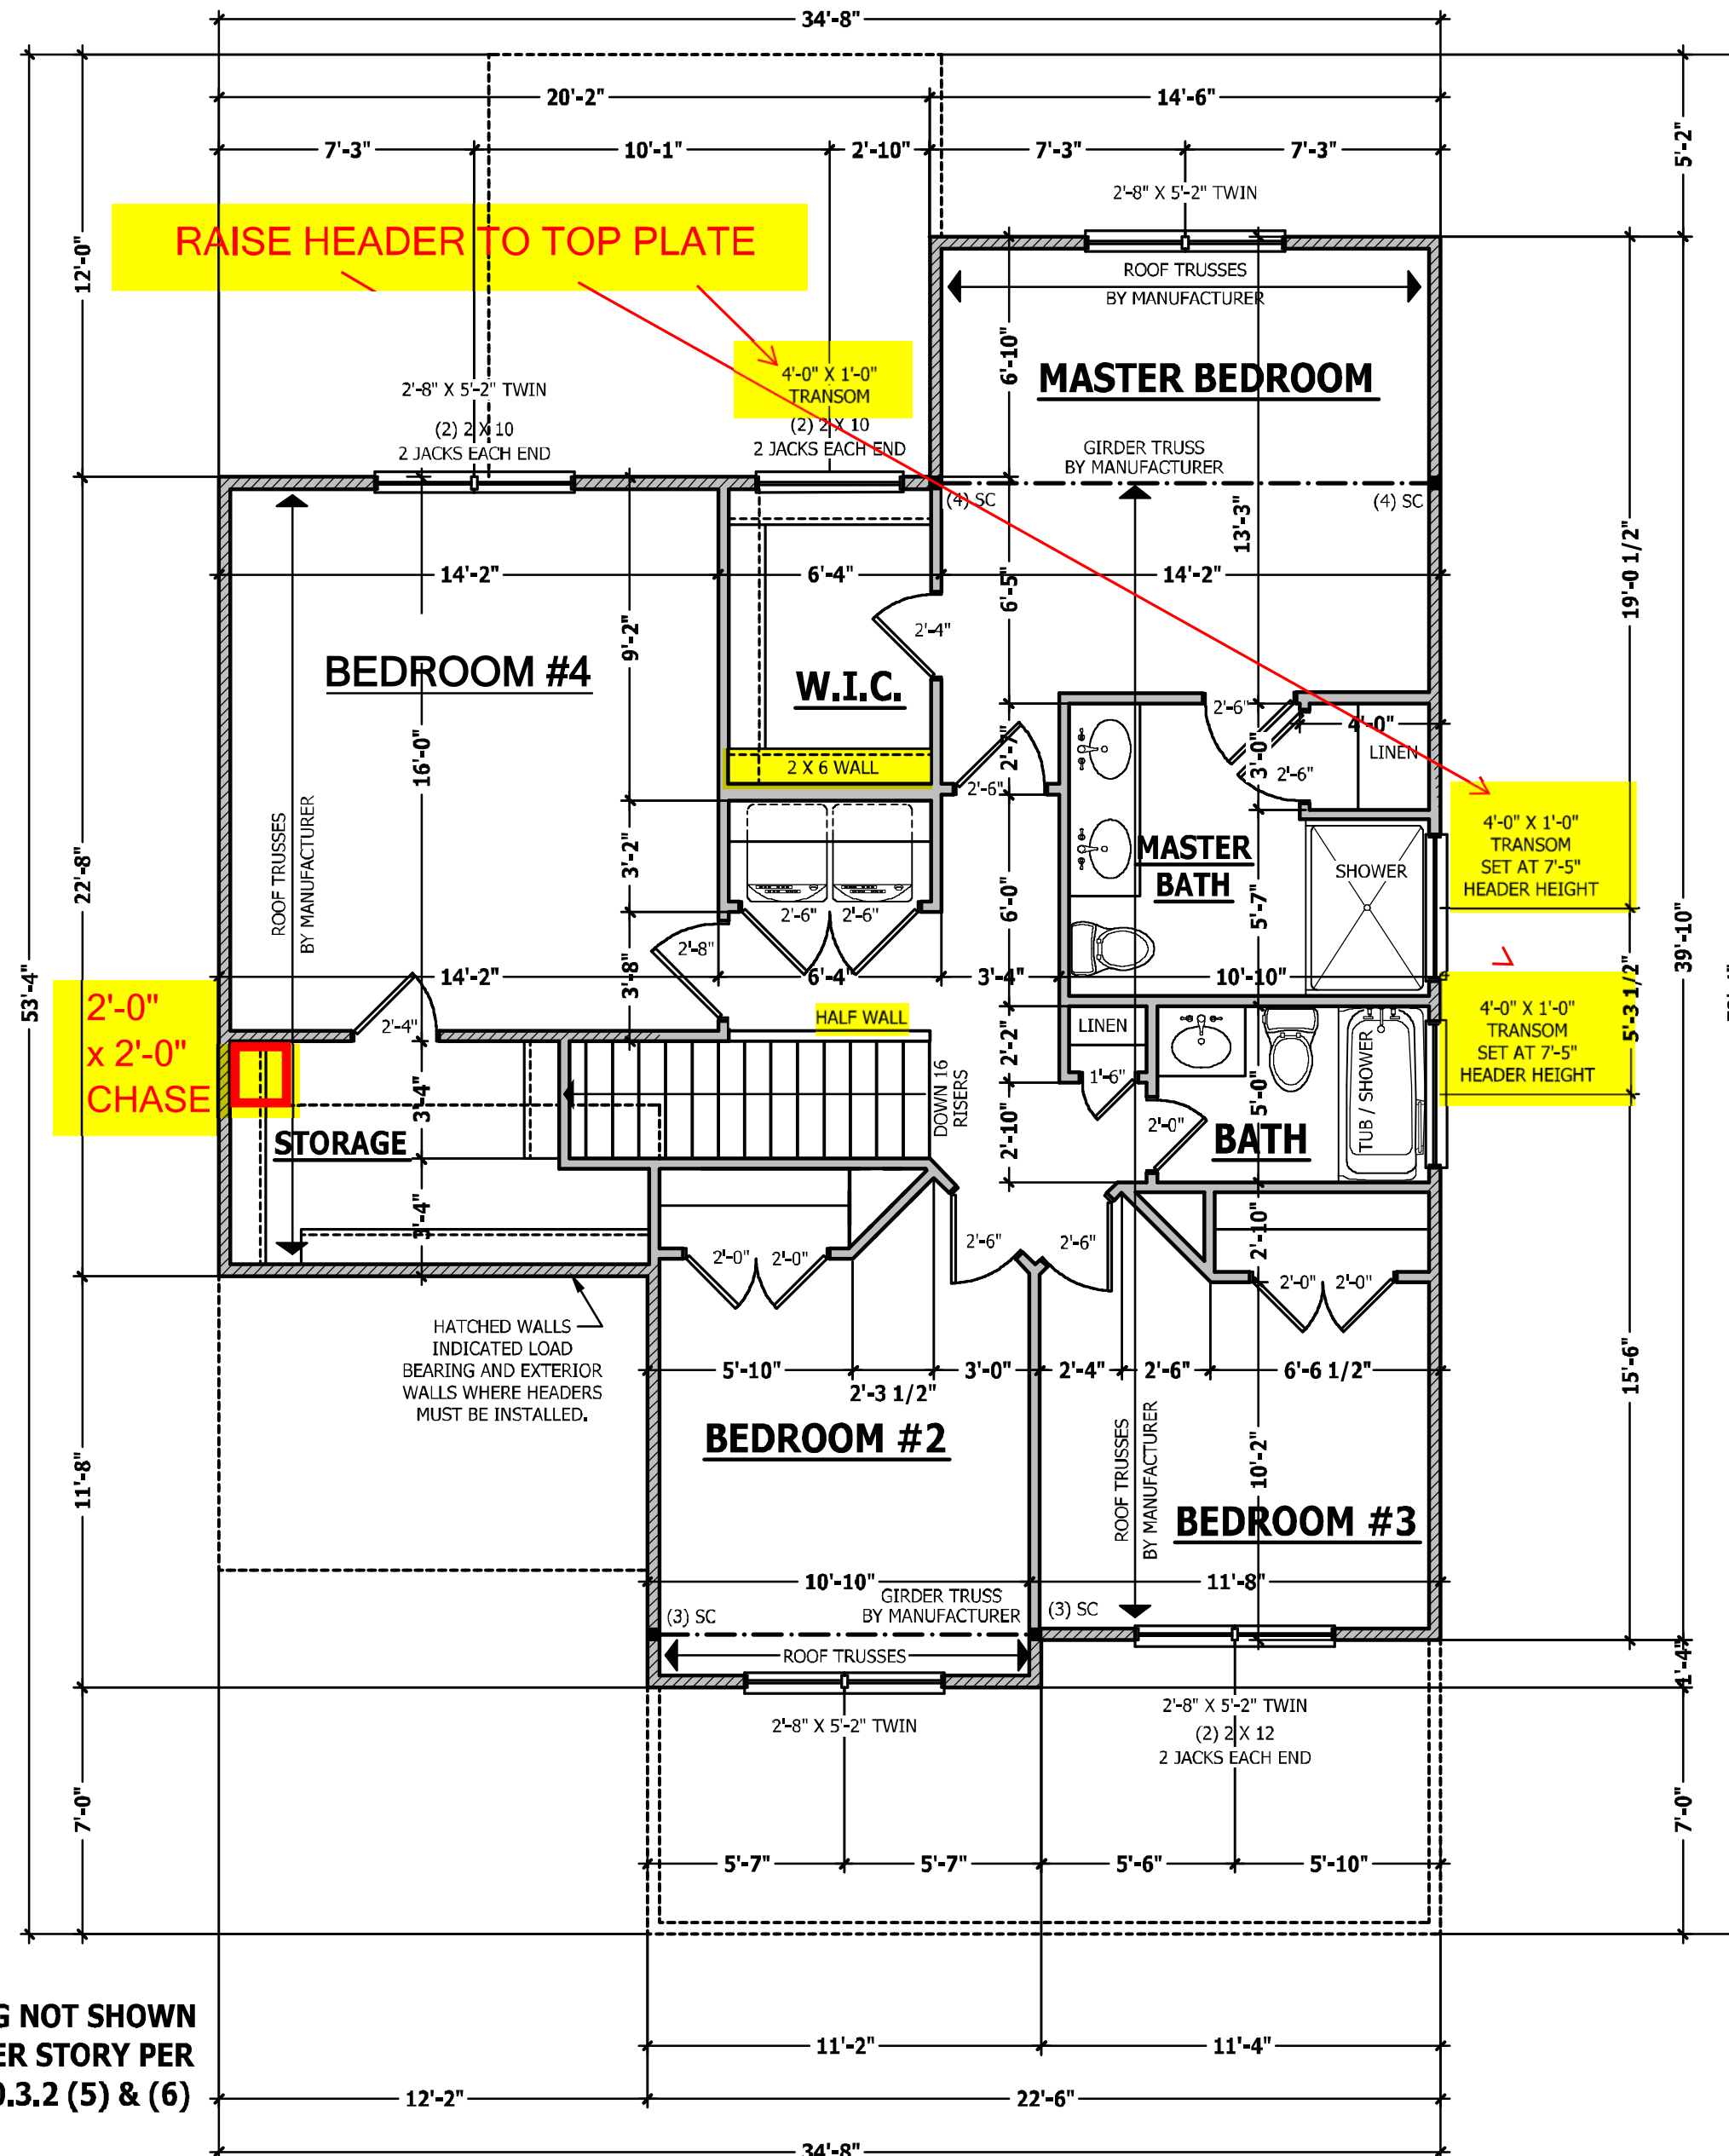 34'-8"
20'-2"
14'-6"
7'-3"
10'-1"
2'-10"
7'-3"
7'-3"
5'-2"
2'-8" X 5'-2" TWIN
RAISE HEADER TO TOP PLATE
12'-0"
ROOF TRUSSES
BY MANUFACTURER
6'-10"
MASTER BEDROOM
4'-0" X 1'-0"
TRANSOM
2'-8" X 5'-2" TWIN
(2) 2 X 10
2 JACKS EACH END
(2) 2 X 10
2 JACKS EACH END
GIRDER TRUSS
BY MANUFACTURER
(4) SC
(4) SC
13'-3"
14'-2"
6'-4"
14'-2"
6'-5"
19'-0 1/2"
9'-2"
2'-4"
BEDROOM #4
W.I.C.
2'-6"
4'-0"
LINEN
2'-7"
3'-0"
2'-6"
16'-0"
2 X 6 WALL
2'-6"
ROOF TRUSSES
BY MANUFACTURER
4'-0" X 1'-0"
TRANSOM
SET AT 7'-5"
HEADER HEIGHT
22'-8"
3'-2"
MASTER
BATH
SHOWER
6'-0"
5'-7"
2'-6"
2'-6"
39'-10"
53'-4"
2'-8"
14'-2"
3'-8"
6'-4"
3'-4"
10'-10"
5'-3 1/2"
2'-0"
x 2'-0"
CHASE
2'-4"
HALF WALL
LINEN
4'-0" X 1'-0"
TRANSOM
SET AT 7'-5"
HEADER HEIGHT
2'-2"
3'-4"
DOWN 16
RISERS
1'-6"
5'-0"
TUB / SHOWER
STORAGE
2'-10"
2'-0"
BATH
2'-10"
2'-0"
2'-0"
2'-6"
2'-6"
2'-0"
2'-0"
HATCHED WALLS
INDICATED LOAD
BEARING AND EXTERIOR
WALLS WHERE HEADERS
MUST BE INSTALLED.
5'-10"
2'-3 1/2"
3'-0"
2'-4"
2'-6"
6'-6 1/2"
15'-6"
BEDROOM #2
ROOF TRUSSES
BY MANUFACTURER
10'-2"
11'-8"
BEDROOM #3
10'-10"
GIRDER TRUSS
BY MANUFACTURER
11'-8"
(3) SC
(3) SC
ROOF TRUSSES
1'-4"
2'-8" X 5'-2" TWIN
2'-8" X 5'-2" TWIN
(2) 2 X 12
2 JACKS EACH END
7'-0"
7'-0"
5'-7"
5'-7"
5'-6"
5'-10"
G NOT SHOWN
ER STORY PER
0.3.2 (5) & (6)
11'-2"
11'-4"
12'-2"
22'-6"
34'-8"